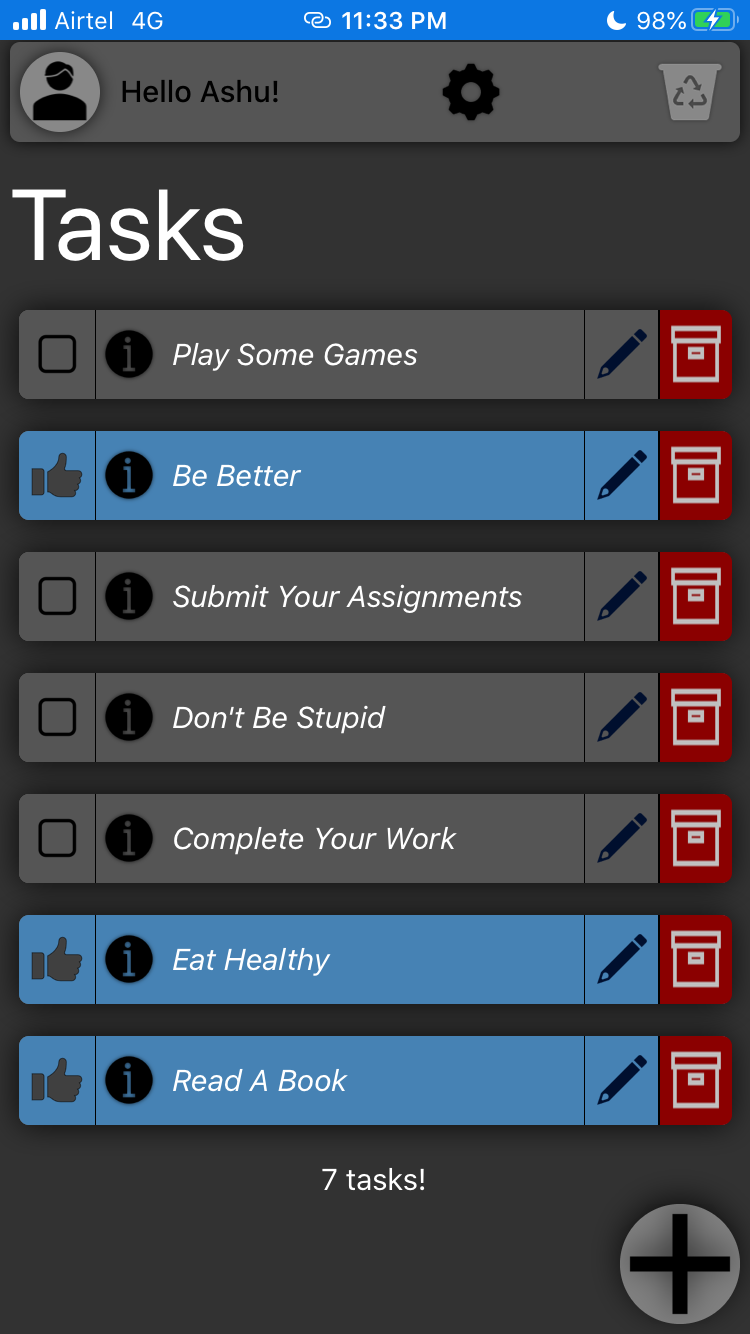 Airtel 4G 11:33 PM 98%
Hello Ashu!
Tasks
Play Some Games
Be Better
Submit Your Assignments
Don't Be Stupid
Complete Your Work
Eat Healthy
Read A Book
7 tasks!